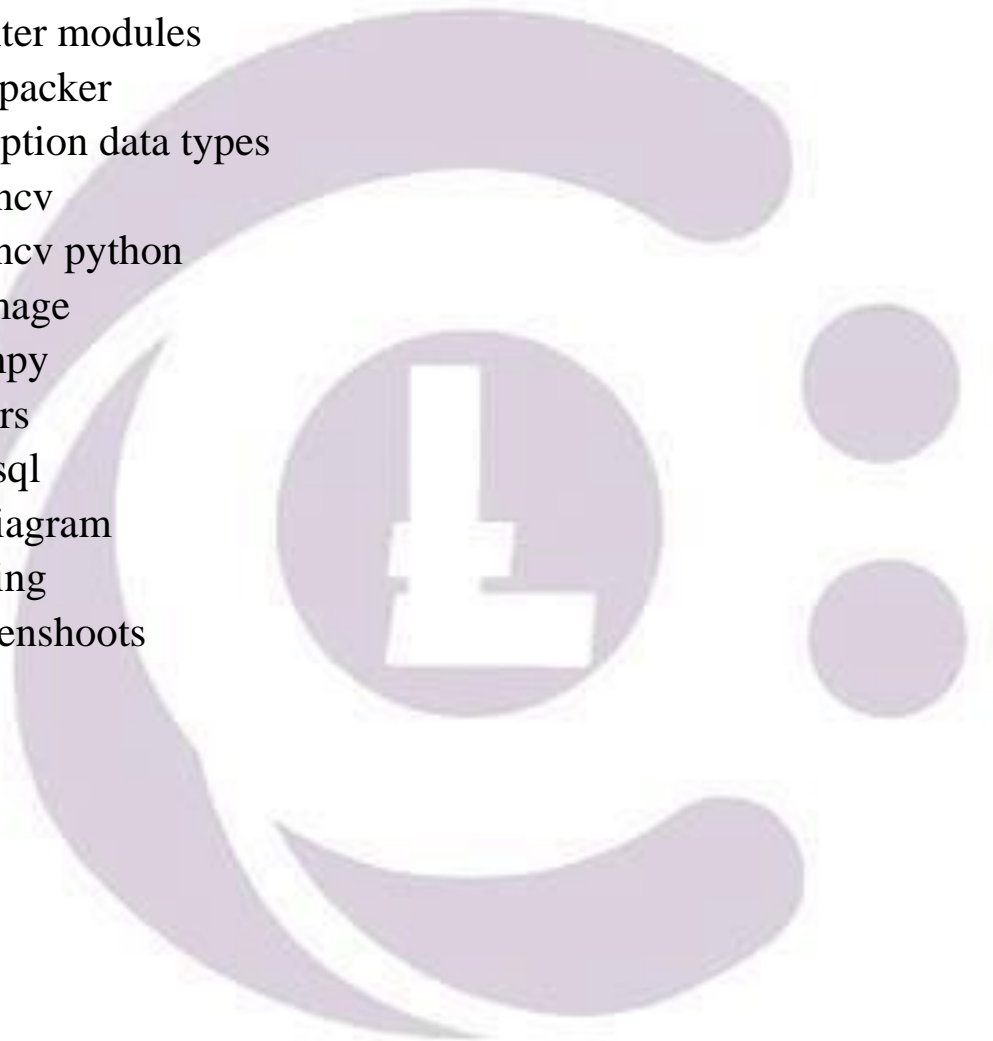 ter modules
packer
ption data types
ncv
ncv python
nage
npy
rs
sql
iagram
ing
enshoots
L